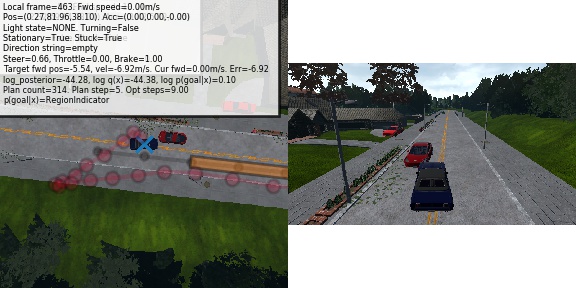 Local frame=463. Fwd speed=0.00m/s
Pos=(0.27,81.96,38.10). Acc=(0.00,0.00,-0.00)
Light state=NONE. Turning=False
Stationary=True. Stuck=True
Direction string=empty
Steer=0.66, Throttle=0.00, Brake=1.00
Target fwd pos=-5.54, vel=-6.92m/s. Cur fwd=0.00m/s. Err=-6.92
log_posterior=-44.28, log q(x)=-44.38, log p(goal|x)=0.10
Plan count=314. Plan step=5. Opt steps=9.00
p(goal|x)=RegionIndicator